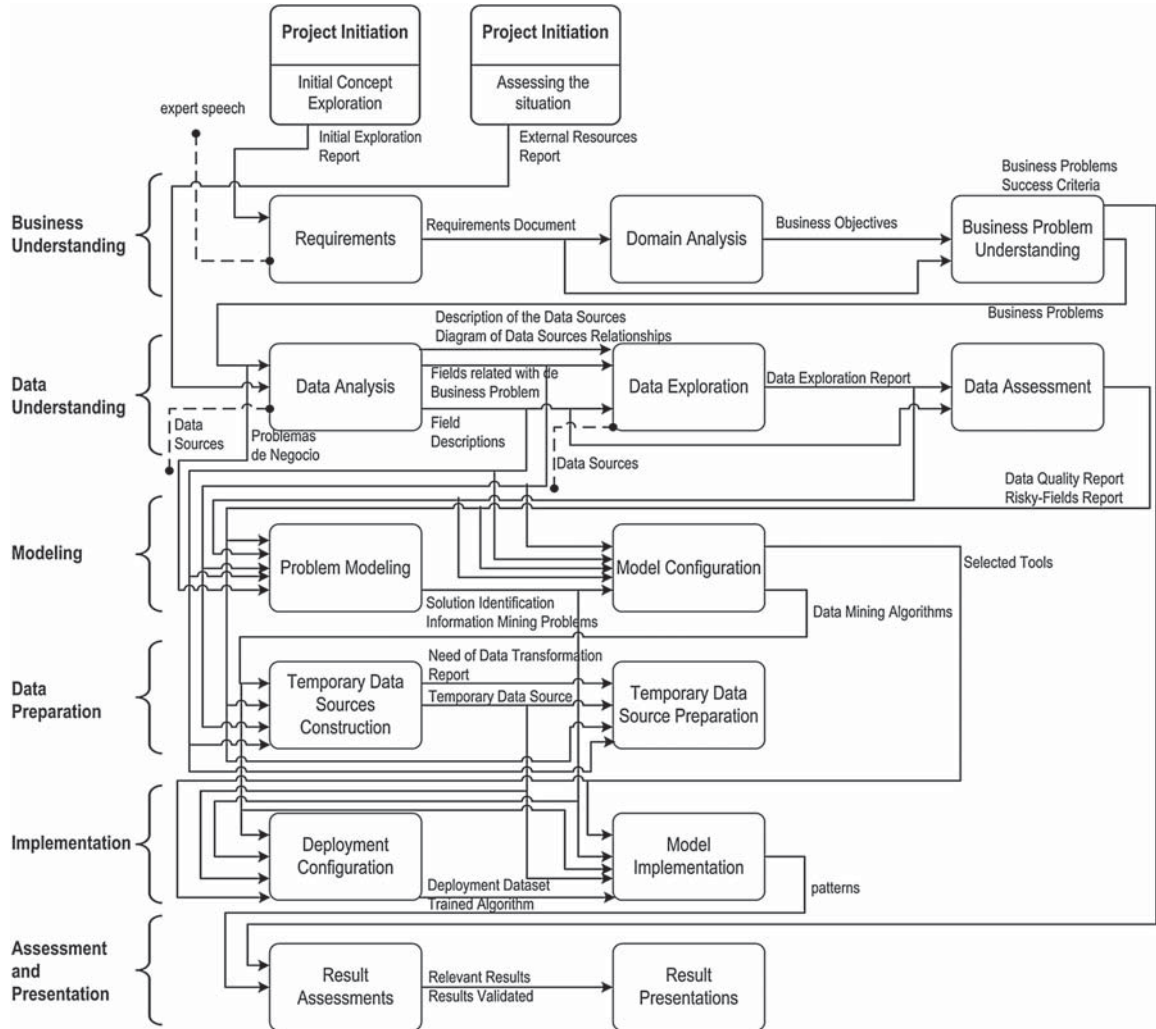 Project Initiation
Initial Concept
Exploration
Project Initiation
Assessing the
situation
expert speech
Initial Exploration
Report
External Resources
Report
Business
Understanding
Requirements
Requirements Document
Domain Analysis
Business Objectives
Business Problems
Success Criteria
Business Problem
Understanding
Business Problems
Data
Understanding
Data Analysis
Description of the Data Sources
Diagram of Data Sources Relationships
Fields related with de
Business Problem
Field
Descriptions
Data Exploration
Data Exploration Report
Data Assessment
Data
Sources
Problemas
de Negocio
Data Sources
Data Quality Report
Risky-Fields Report
Modeling
Problem Modeling
Model Configuration
Selected Tools
Solution Identification
Information Mining Problems
Data Mining Algorithms
Data
Preparation
Temporary Data
Sources
Construction
Need of Data Transformation
Report
Temporary Data Source
Temporary Data
Source Preparation
Implementation
Deployment
Configuration
Deployment Dataset
Trained Algorithm
Model
Implementation
patterns
Assessment
and
Presentation
Result
Assessments
Relevant Results
Results Validated
Result
Presentations